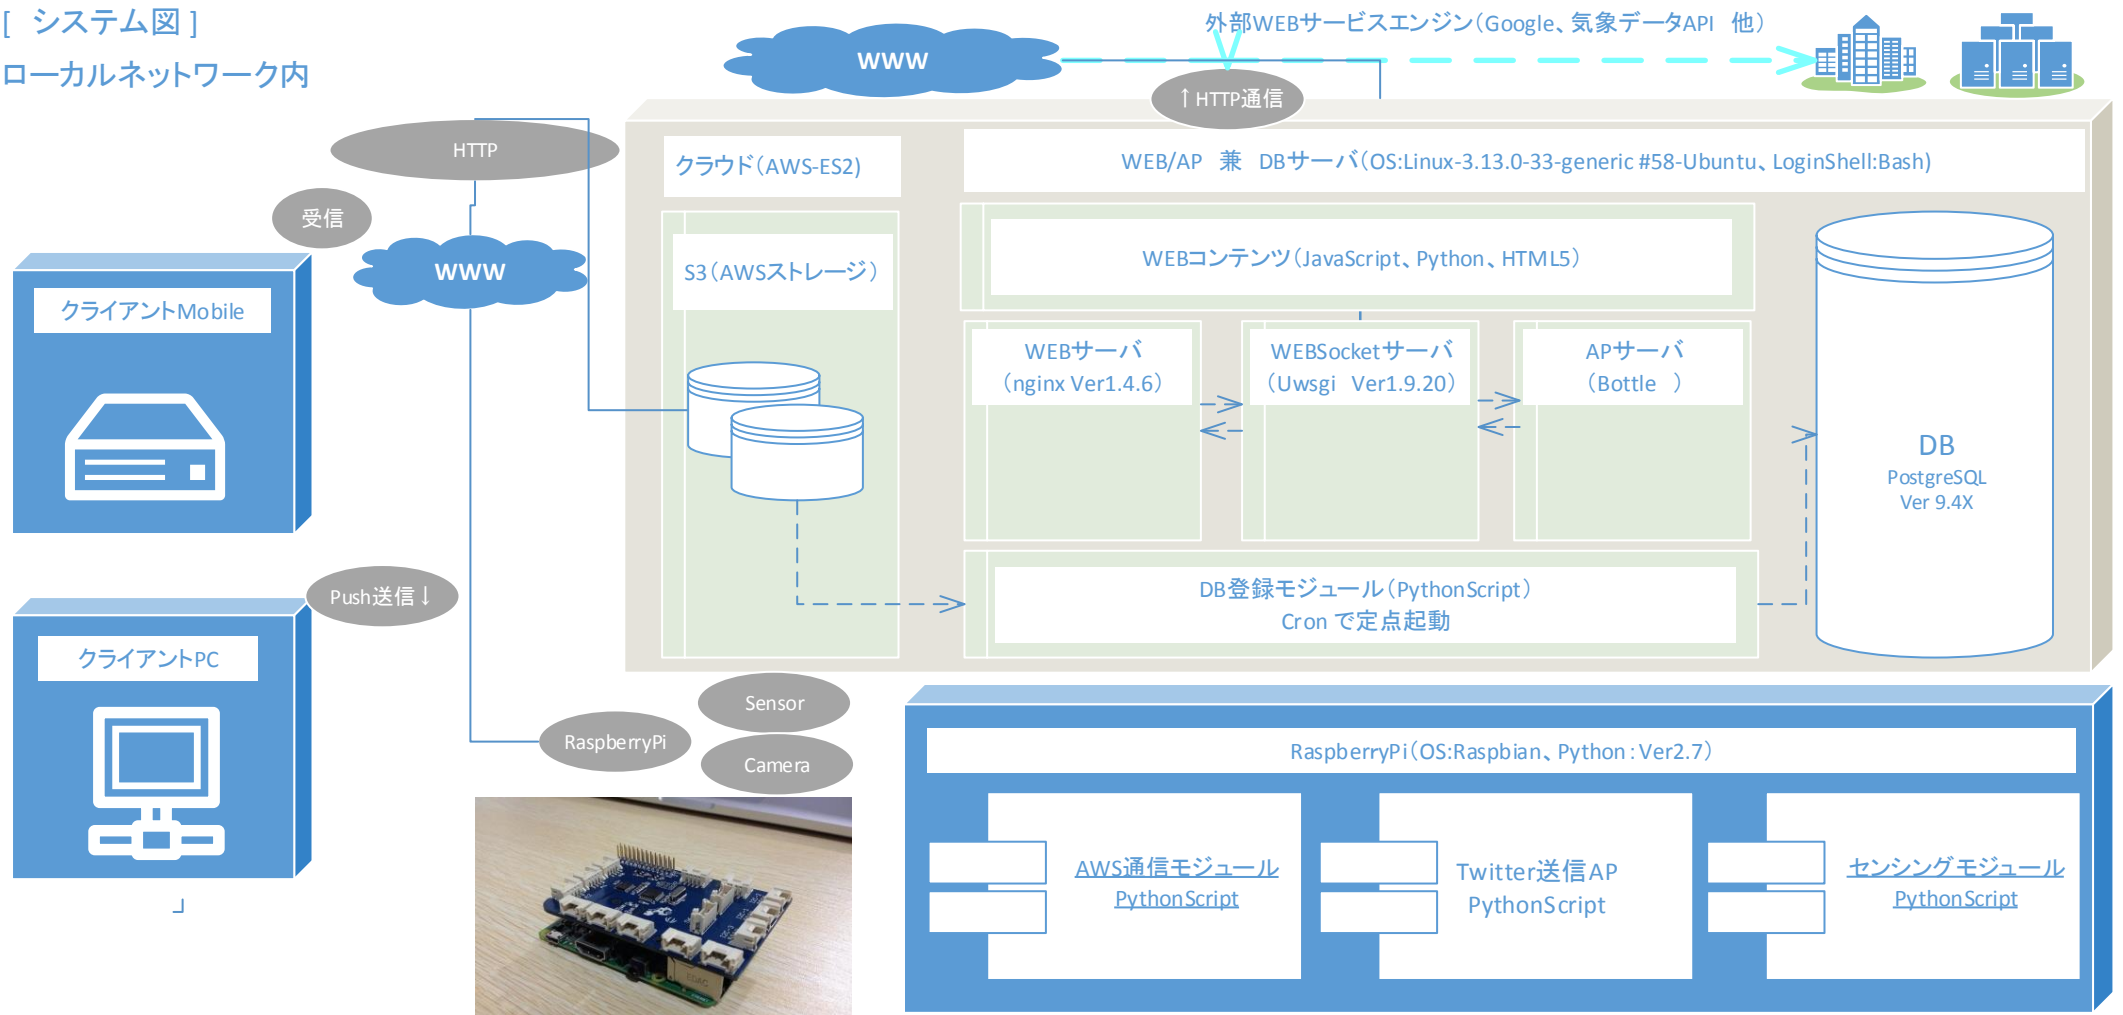 [ システム図 ]
ローカルネットワーク内
WWW
外部WEBサービスエンジン（Google、気象データAPI 他）
↑HTTP通信
HTTP
受信
WWW
クライアントMobile
クラウド（AWS-ES2)
WEB/AP 兼 DBサーバ（OS:Linux-3.13.0-33-generic #58-Ubuntu、LoginShell:Bash)
S3（AWSストレージ）
WEBコンテンツ（JavaScript、Python、HTML5）
WEBサーバ
（nginx Ver1.4.6）
WEBSocketサーバ
（Uwsgi Ver1.9.20）
APサーバ
（Bottle ）
DB
PostgreSQL
Ver 9.4X
DB登録モジュール（PythonScript）
Cron で定点起動
Push送信↓
クライアントPC
」
Sensor
RaspberryPi
Camera
RaspberryPi（OS:Raspbian、Python：Ver2.7）
AWS通信モジュール
PythonScript
Twitter送信AP
PythonScript
センシングモジュール
PythonScript